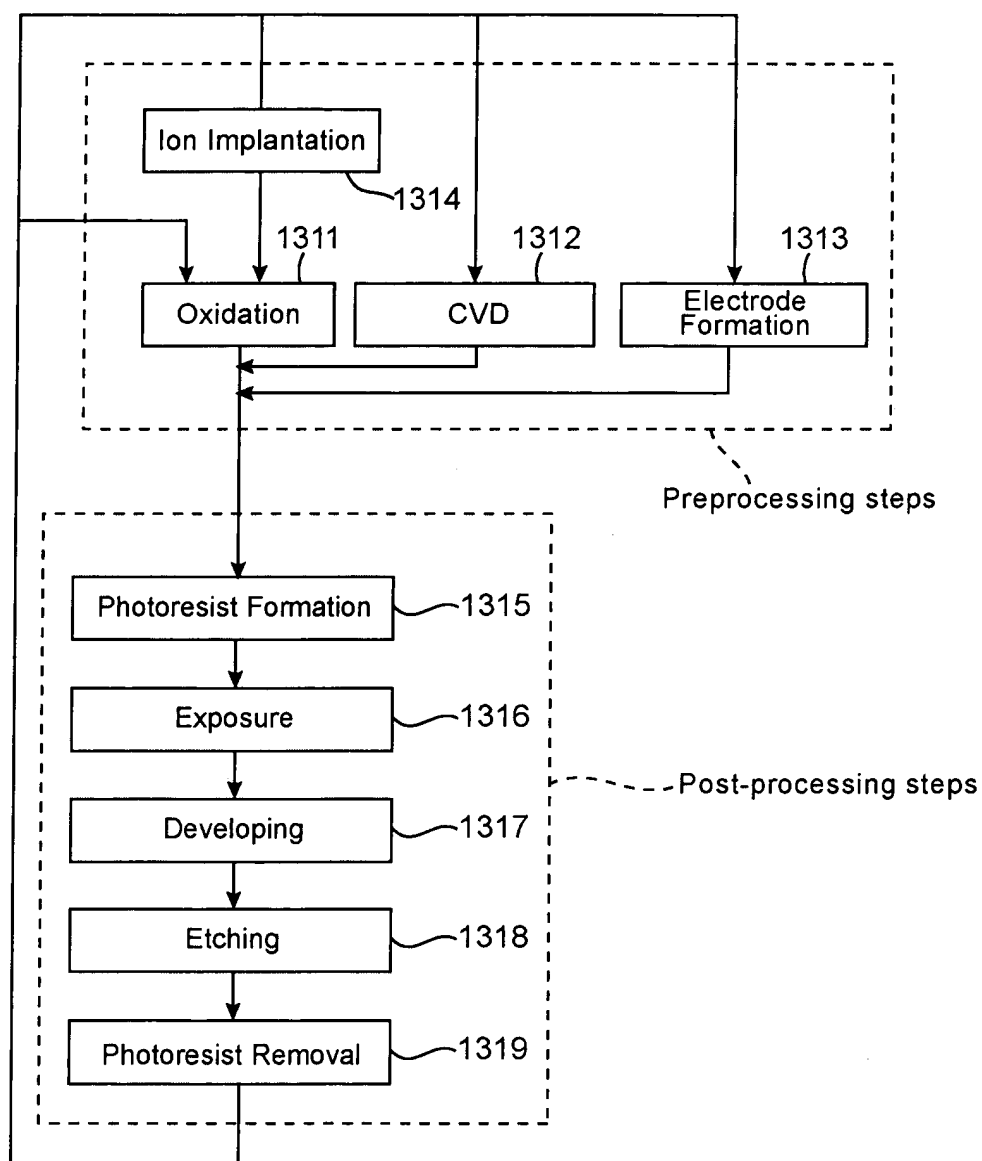 Ion Implantation
1314
1311
1312
1313
Oxidation
CVD
Electrode
Formation
Preprocessing steps
Photoresist Formation
1315
Exposure
1316
Post-processing steps
Developing
1317
Etching
1318
Photoresist Removal
1319